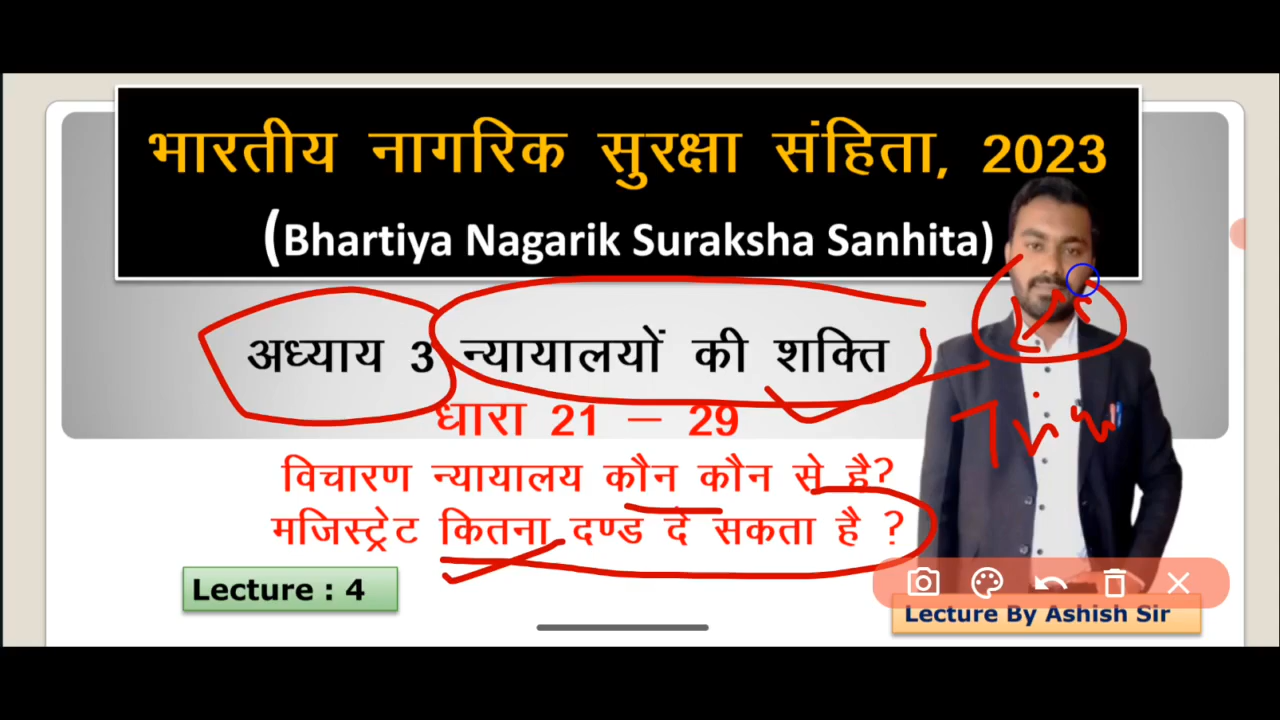 भारतीय नागरिक सुरक्षा संहिता, 2023
(Bhartiya Nagarik Suraksha Sanhita)
अध्याय 3 न्यायालयों की शक्ति
धारा 21 – 29
विचारण न्यायालय कौन कौन से है?
मजिस्ट्रेट कितना दण्ड दे सकता है ?
Lecture : 4
Lecture By Ashish Sir